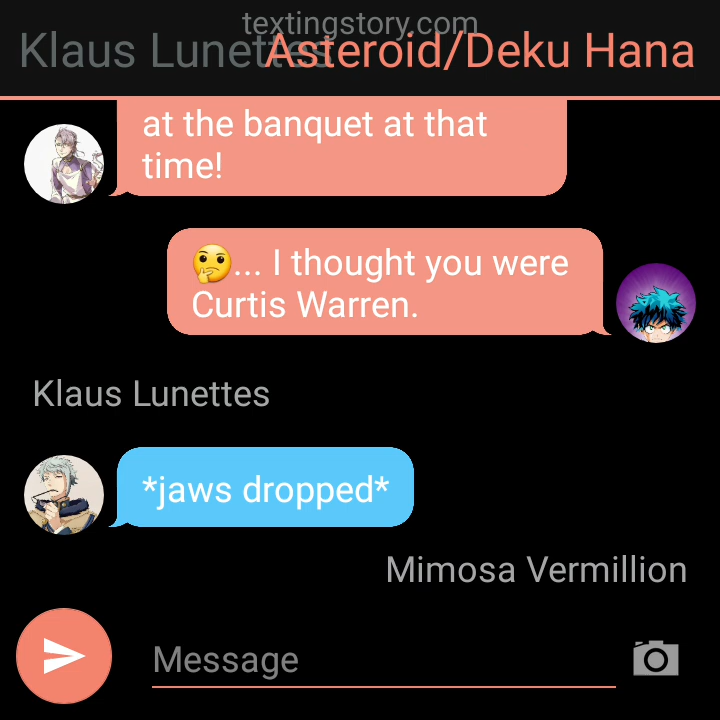 textingstory.com
Klaus Lunettes
Asteroid/Deku Hana
at the banquet at that
time!
🤔... I thought you were
Curtis Warren.
Klaus Lunettes
*jaws dropped*
Mimosa Vermillion
Message